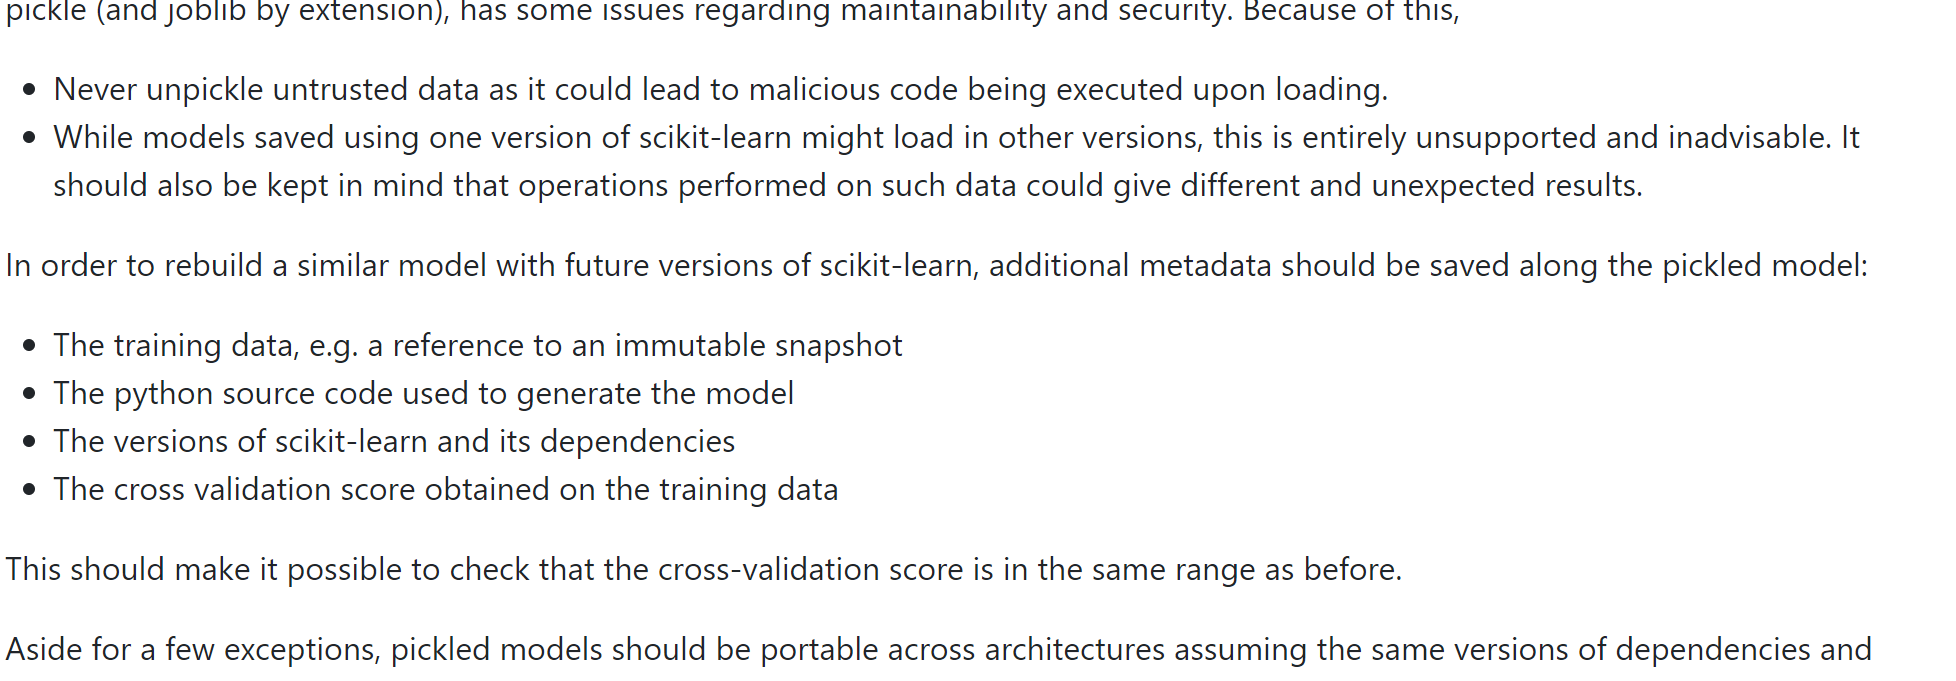 pickle (and joblib by extension), has some issues regarding maintainability and security. Because of this,
• Never unpickle untrusted data as it could lead to malicious code being executed upon loading.
• While models saved using one version of scikit-learn might load in other versions, this is entirely unsupported and inadvisable. It
should also be kept in mind that operations performed on such data could give different and unexpected results.
In order to rebuild a similar model with future versions of scikit-learn, additional metadata should be saved along the pickled model:
• The training data, e.g. a reference to an immutable snapshot
• The python source code used to generate the model
• The versions of scikit-learn and its dependencies
• The cross validation score obtained on the training data
This should make it possible to check that the cross-validation score is in the same range as before.
Aside for a few exceptions, pickled models should be portable across architectures assuming the same versions of dependencies and